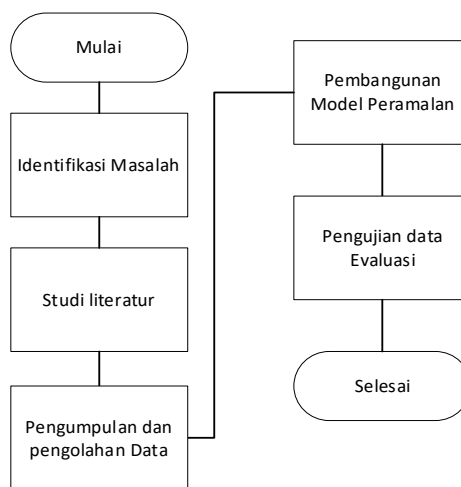 Mulai
Identifikasi Masalah
Studi literatur
Pengumpulan dan
pengolahan Data
Pembangunan
Model Peramalan
Pengujian data
Evaluasi
Selesai